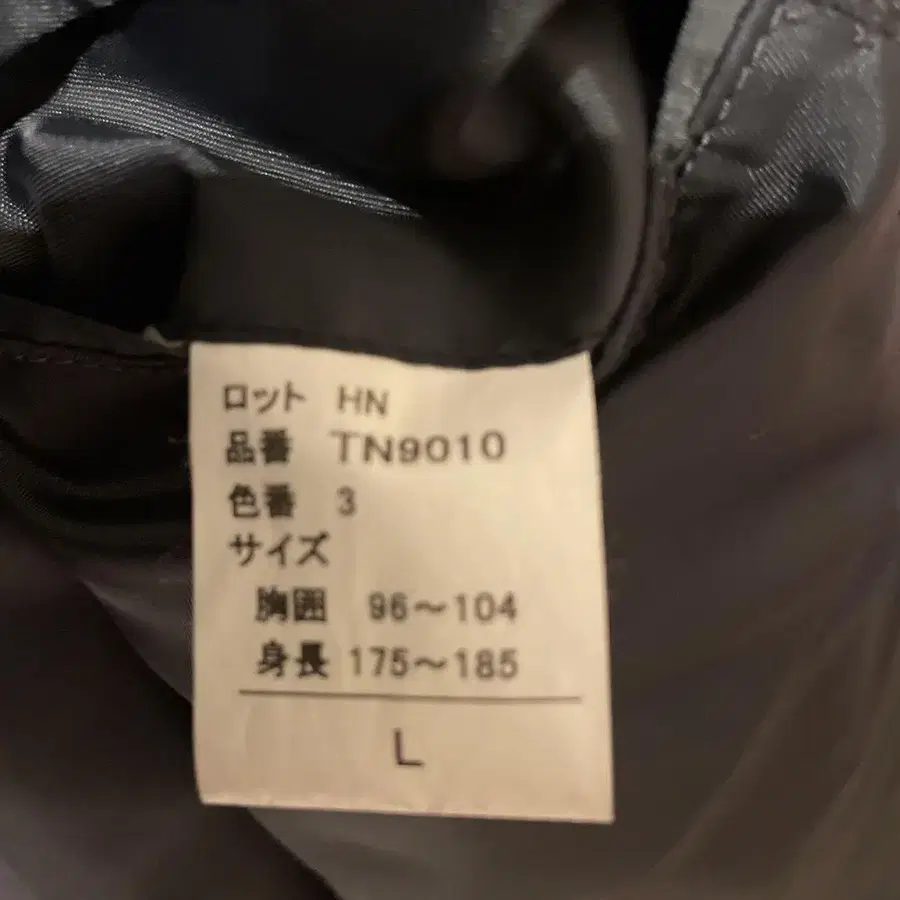 ロット HN
品番 TN9010
色番 3
サイズ
胸囲 96～104
身長 175～185
L